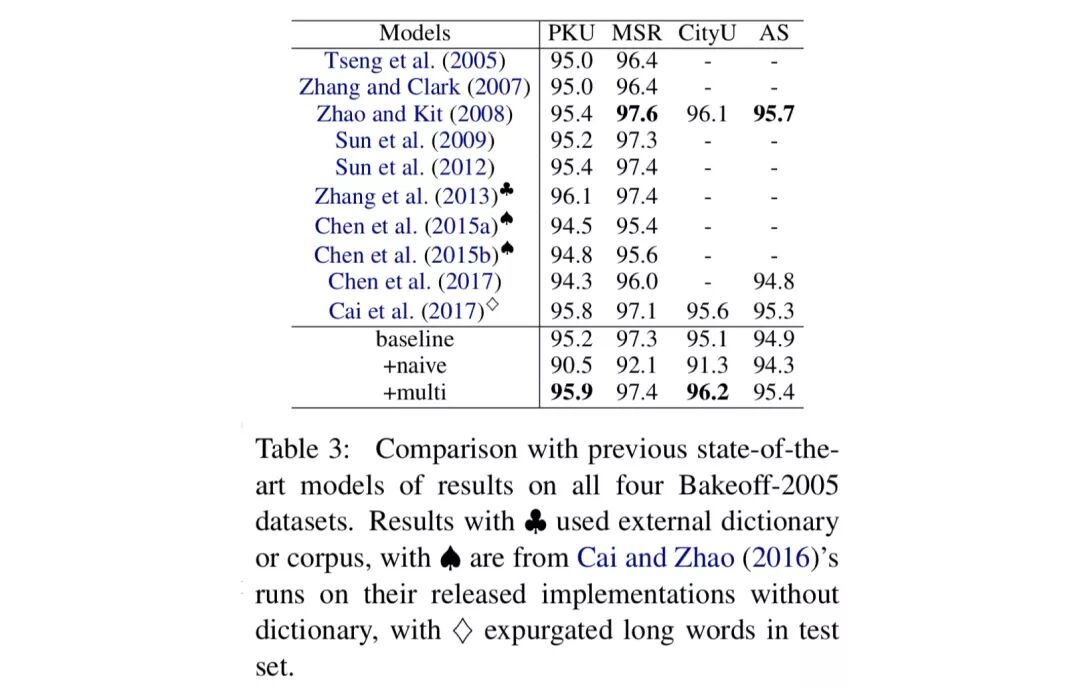 Models PKU MSR CityU AS
Tseng et al. (2005) 95.0 96.4 - -
Zhang and Clark (2007) 95.0 96.4 - -
Zhao and Kit (2008) 95.4 97.6 96.1 95.7
Sun et al. (2009) 95.2 97.3 - -
Sun et al. (2012) 95.4 97.4 - -
Zhang et al. (2013)♣ 96.1 97.4 - -
Chen et al. (2015a)♠ 94.5 95.4 - -
Chen et al. (2015b)♠ 94.8 95.6 - -
Chen et al. (2017) 94.3 96.0 - 94.8
Cai et al. (2017)♢ 95.8 97.1 95.6 95.3
baseline 95.2 97.3 95.1 94.9
+naive 90.5 92.1 91.3 94.3
+multi 95.9 97.4 96.2 95.4
Table 3: Comparison with previous state-of-the-
art models of results on all four Bakeoff-2005
datasets. Results with ♣ used external dictionary
or corpus, with ♠ are from Cai and Zhao (2016)'s
runs on their released implementations without
dictionary, with ♢ expurgated long words in test
set.